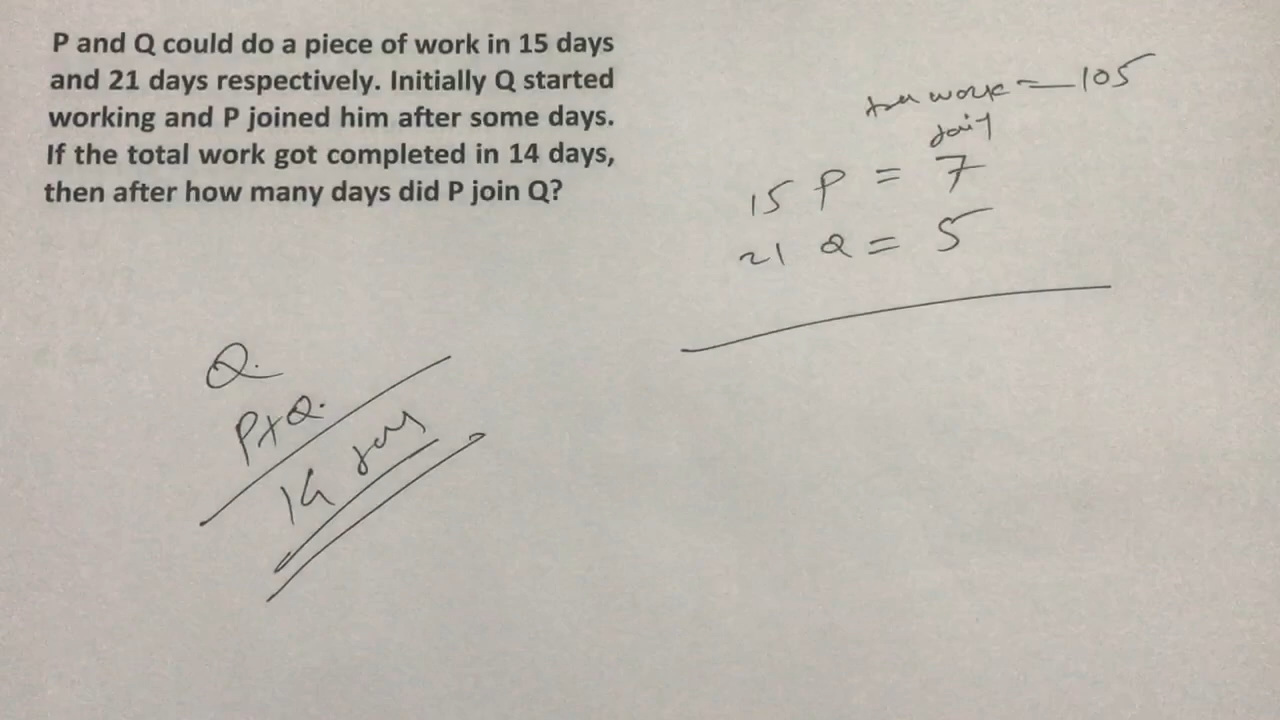 P and Q could do a piece of work in 15 days
and 21 days respectively. Initially Q started
working and P joined him after some days.
If the total work got completed in 14 days,
then after how many days did P join Q?
work = 105
15 P = 7
21 Q = 5
Q.
P+Q.
14 days